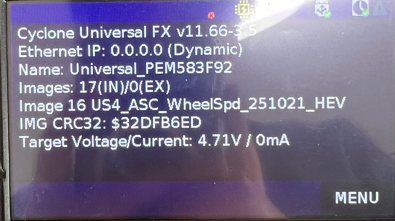 Cyclone Universal FX v11.66-3.5
Ethernet IP: 0.0.0.0 (Dynamic)
Name: Universal_PEM583F92
Images: 17(IN)/0(EX)
Image 16 US4_ASC_WheelSpd_251021_HEV
IMG CRC32: $32DFB6ED
Target Voltage/Current: 4.71V / 0mA
MENU